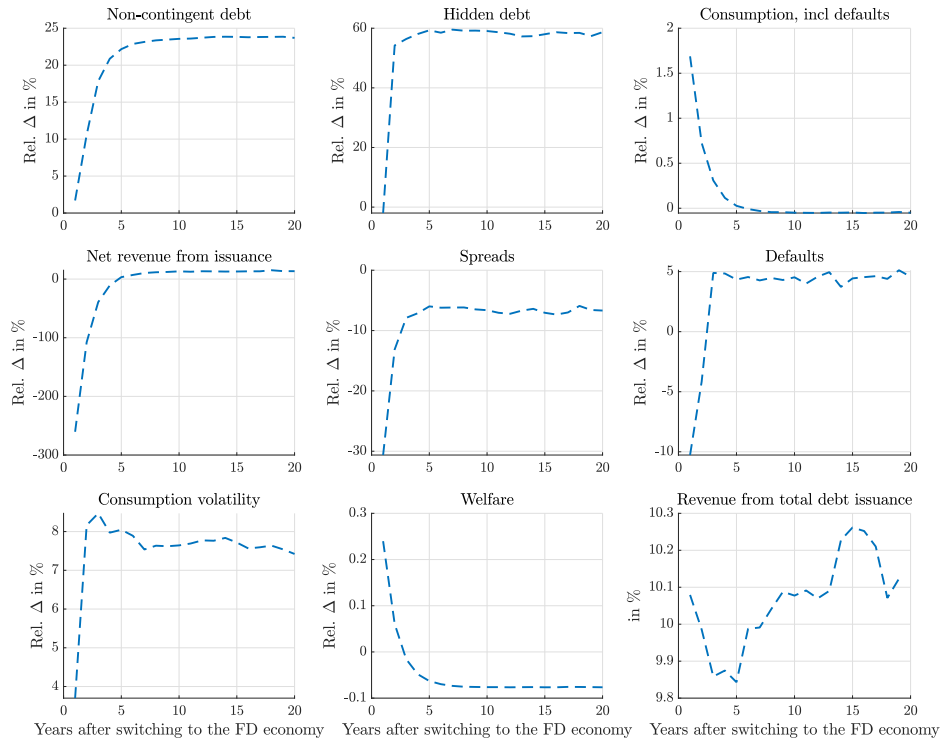 Non-contingent debt
Rel. Δ in %
25
20
15
10
5
0
0 5 10 15 20
Hidden debt
Rel. Δ in %
60
40
20
0
0 5 10 15 20
Consumption, incl defaults
Rel. Δ in %
2
1.5
1
0.5
0
0 5 10 15 20
Net revenue from issuance
Rel. Δ in %
0
-100
-200
-300
0 5 10 15 20
Spreads
Rel. Δ in %
0
-10
-20
-30
0 5 10 15 20
Defaults
Rel. Δ in %
5
0
-5
-10
0 5 10 15 20
Consumption volatility
Rel. Δ in %
8
7
6
5
4
0 5 10 15 20
Years after switching to the FD economy
Welfare
Rel. Δ in %
0.3
0.2
0.1
0
-0.1
0 5 10 15 20
Years after switching to the FD economy
Revenue from total debt issuance
in %
10.3
10.2
10.1
10
9.9
9.8
0 5 10 15 20
Years after switching to the FD economy